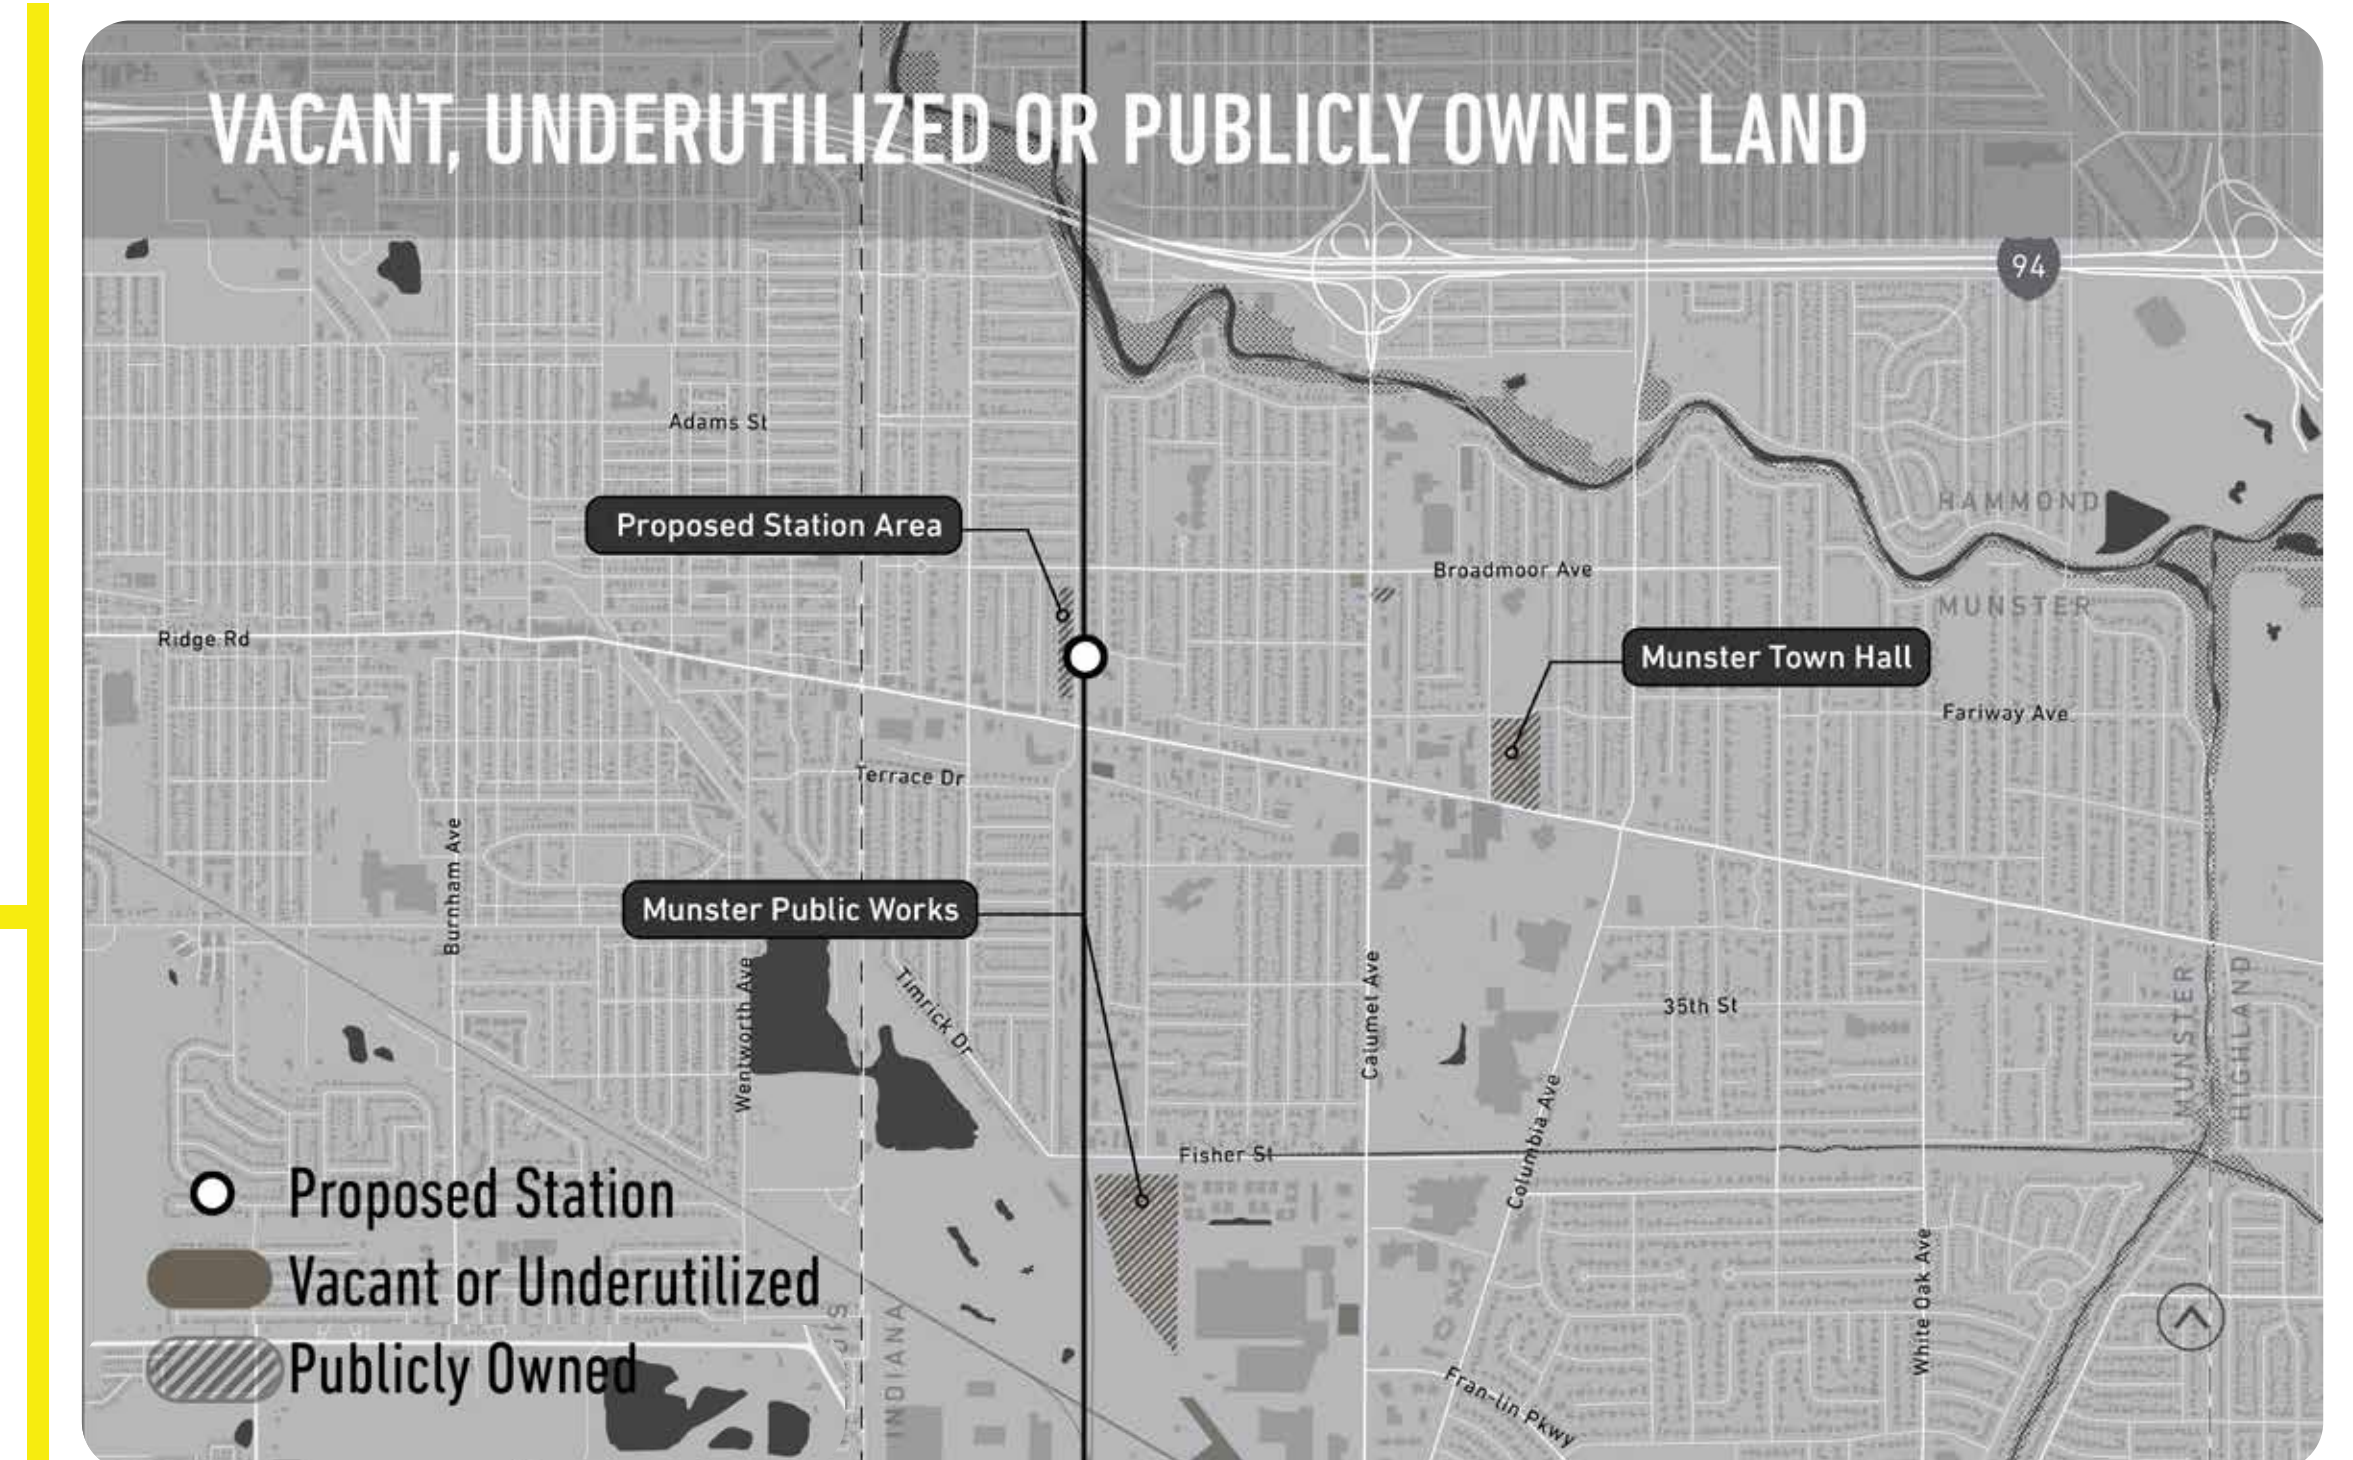 VACANT, UNDERUTILIZED OR PUBLICLY OWNED LAND
94
Adams St
HAMMOND
Proposed Station Area
Broadmoor Ave
MUNSTER
Ridge Rd
Munster Town Hall
Fariway Ave
Terrace Dr
Burnham Ave
Munster Public Works
Wentworth Ave
Timrick Dr
Calumel Ave
35th St
MUNSTER
HIGHLAND
Columbia Ave
Fisher St
Proposed Station
Vacant or Underutilized
Publicly Owned
INDIANA
White Oak Ave
Fran-lin Pkwy